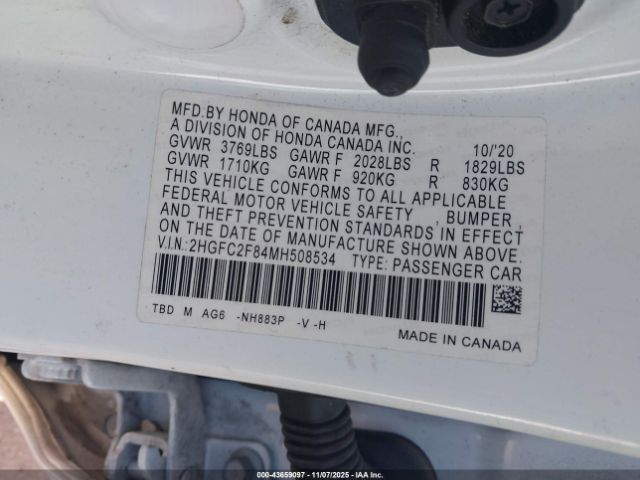 MFD.BY HONDA OF CANADA MFG.,
A DIVISION OF HONDA CANADA INC. 10/'20
GVWR 3769LBS GAWR F 2028LBS R 1829LBS
GVWR 1710KG GAWR F 920KG R 830KG
THIS VEHICLE CONFORMS TO ALL APPLICABLE
FEDERAL MOTOR VEHICLE SAFETY , BUMPER ,
AND THEFT PREVENTION STANDARDS IN EFFECT
ON THE DATE OF MANUFACTURE SHOWN ABOVE.
V.I.N.: 2HGFC2F84MH508534 TYPE: PASSENGER CAR
TBD M AG6 -NH883P -V -H
MADE IN CANADA
000-43659097 - 11/07/2025 - IAA Inc.